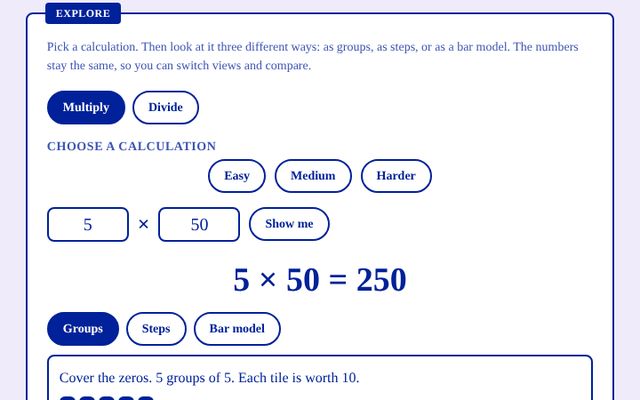 EXPLORE
Pick a calculation. Then look at it three different ways: as groups, as steps, or as a bar model. The numbers
stay the same, so you can switch views and compare.
Multiply Divide
CHOOSE A CALCULATION
Easy Medium Harder
5 × 50 Show me
5 × 50 = 250
Groups Steps Bar model
Cover the zeros. 5 groups of 5. Each tile is worth 10.